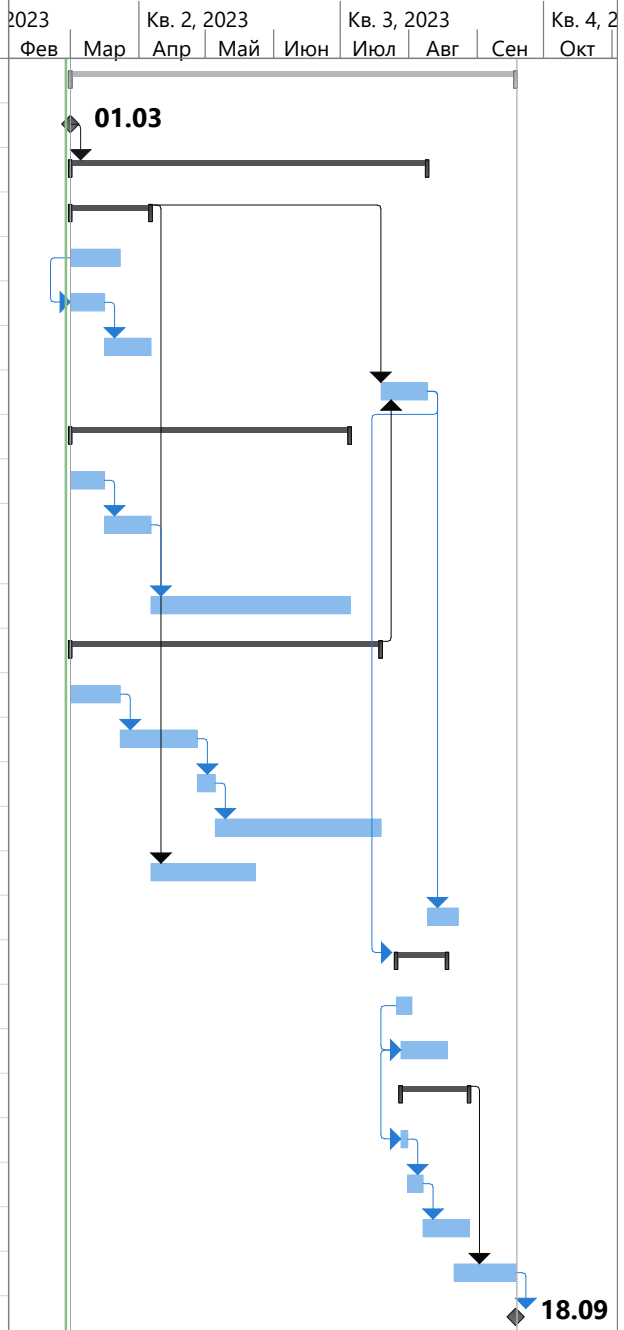 2023 Кв. 2, 2023 Кв. 3, 2023 Кв. 4, 2
Фев Мар Апр Май Июн Июл Авг Сен Окт
01.03
18.09